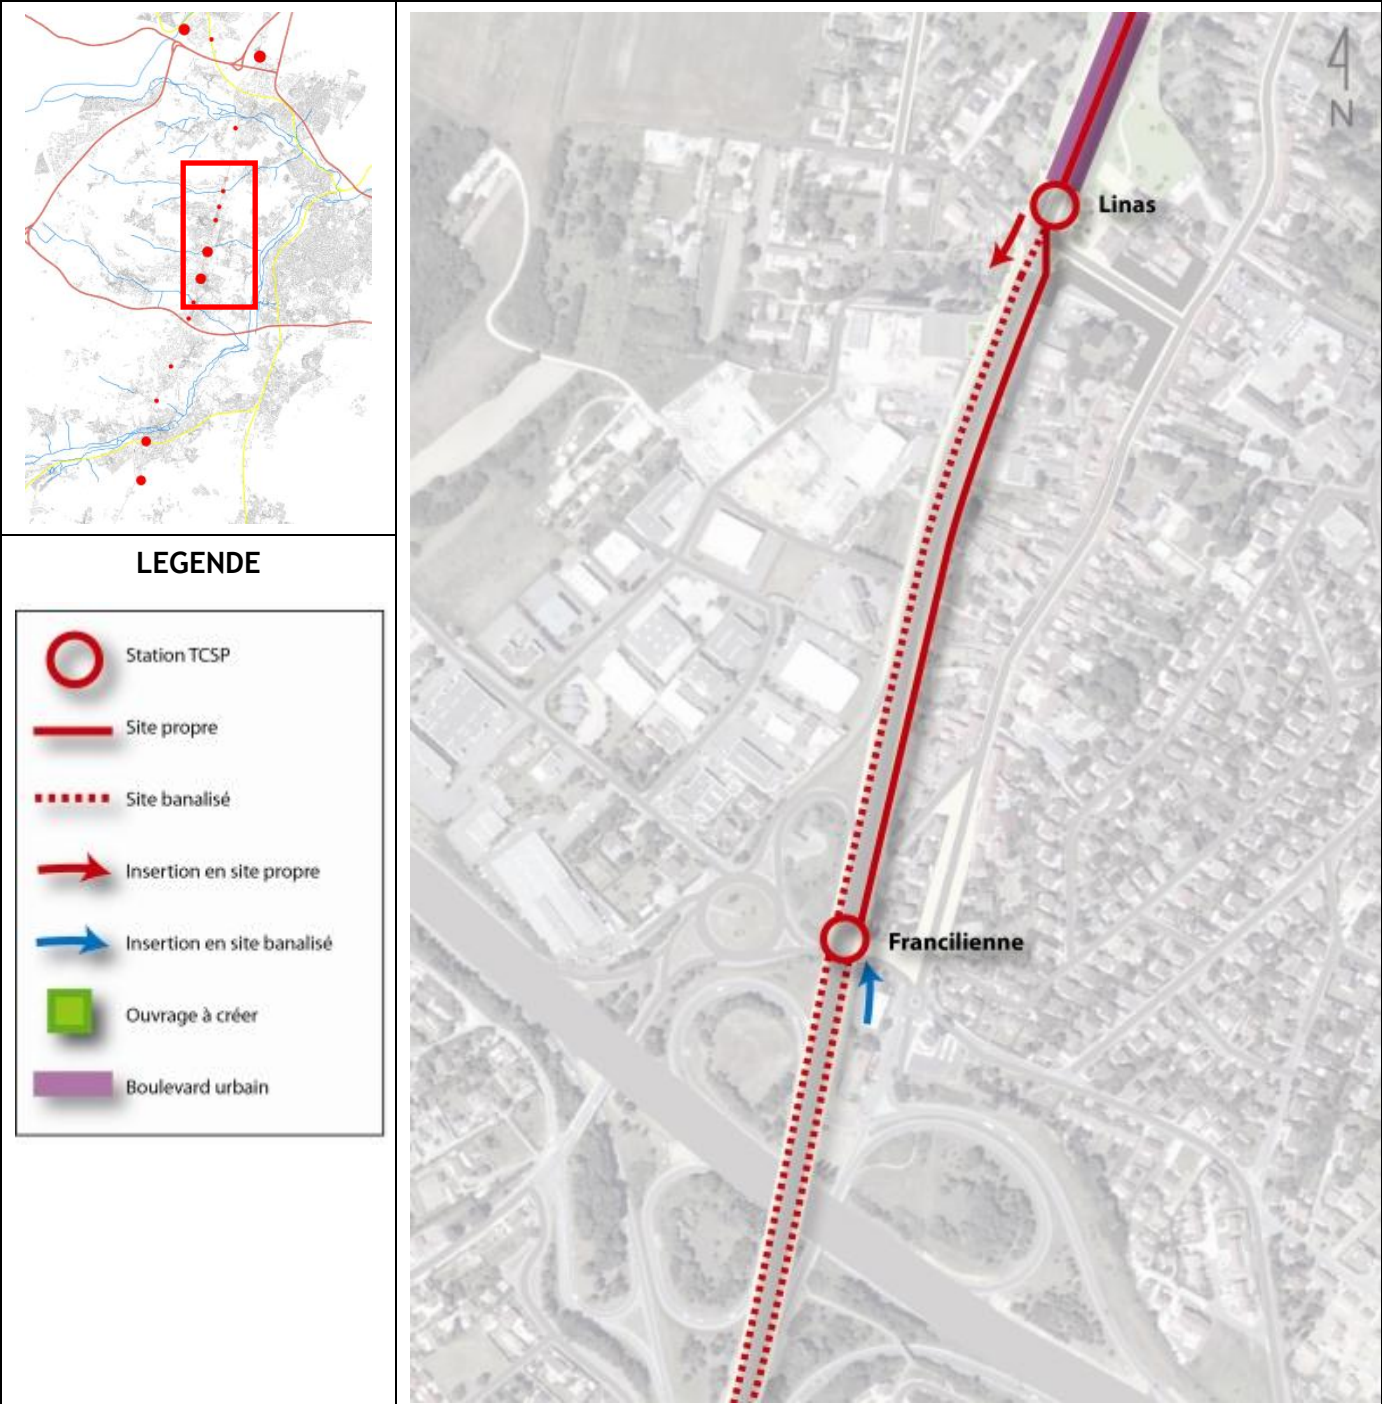 LEGENDE
Station TCSP
Site propre
Site banalisé
Insertion en site propre
Insertion en site banalisé
Ouvrage à créer
Boulevard urbain
N
Linas
Francilienne